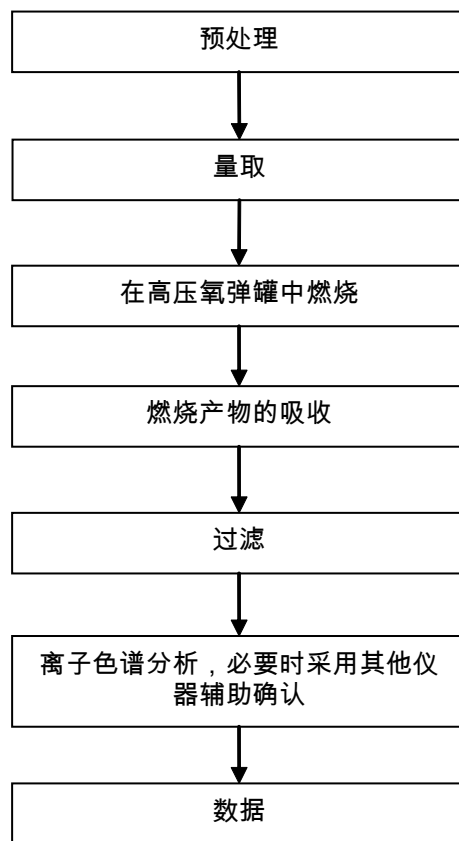 预处理
量取
在高压氧弹罐中燃烧
燃烧产物的吸收
过滤
离子色谱分析，必要时采用其他仪
器辅助确认
数据